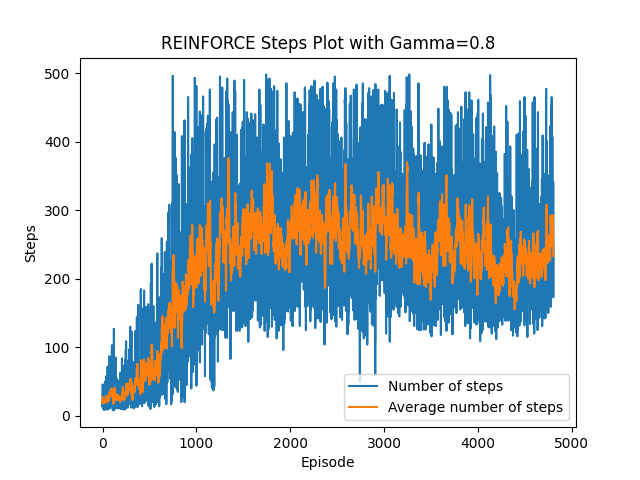 REINFORCE Steps Plot with Gamma=0.8
Steps
500
400
300
200
100
0
Number of steps
Average number of steps
0 1000 2000 3000 4000 5000
Episode